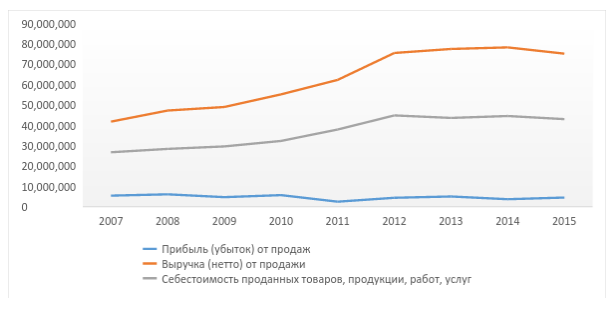 90,000,000
80,000,000
70,000,000
60,000,000
50,000,000
40,000,000
30,000,000
20,000,000
10,000,000
0
2007 2008 2009 2010 2011 2012 2013 2014 2015
Прибыль (убыток) от продаж
Выручка (нетто) от продажи
Себестоимость проданных товаров, продукции, работ, услуг